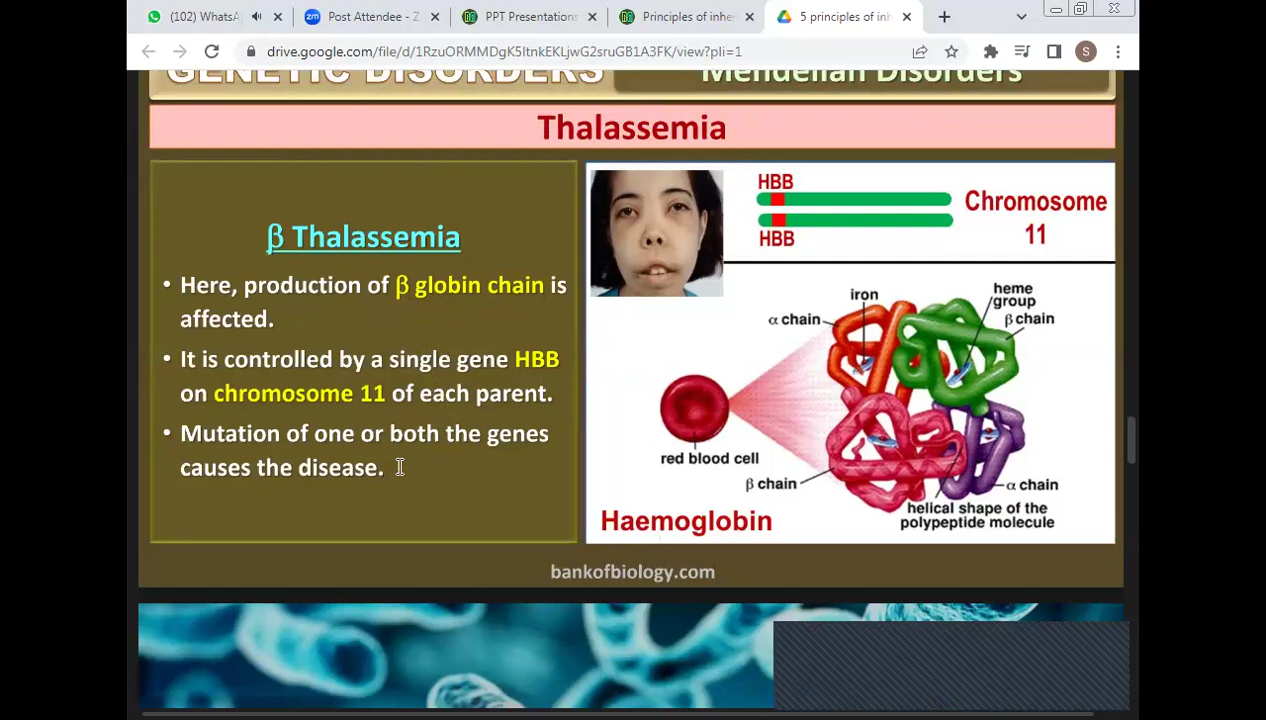 (102) WhatsA
Post Attendee - Z
PPT Presentations
Principles of inhe
5 principles of inh
drive.google.com/file/d/1RzuORMMDgK5ltnkEKLjwG2sruGB1A3FK/view?pli=1
S
GENETIC DISORDERS
Mendelian Disorders
Thalassemia
β Thalassemia
• Here, production of β globin chain is
affected.
• It is controlled by a single gene HBB
on chromosome 11 of each parent.
• Mutation of one or both the genes
causes the disease.
HBB
HBB
Chromosome
11
iron
heme
group
α chain
β chain
red blood cell
β chain
α chain
helical shape of the
polypeptide molecule
Haemoglobin
bankofbiology.com